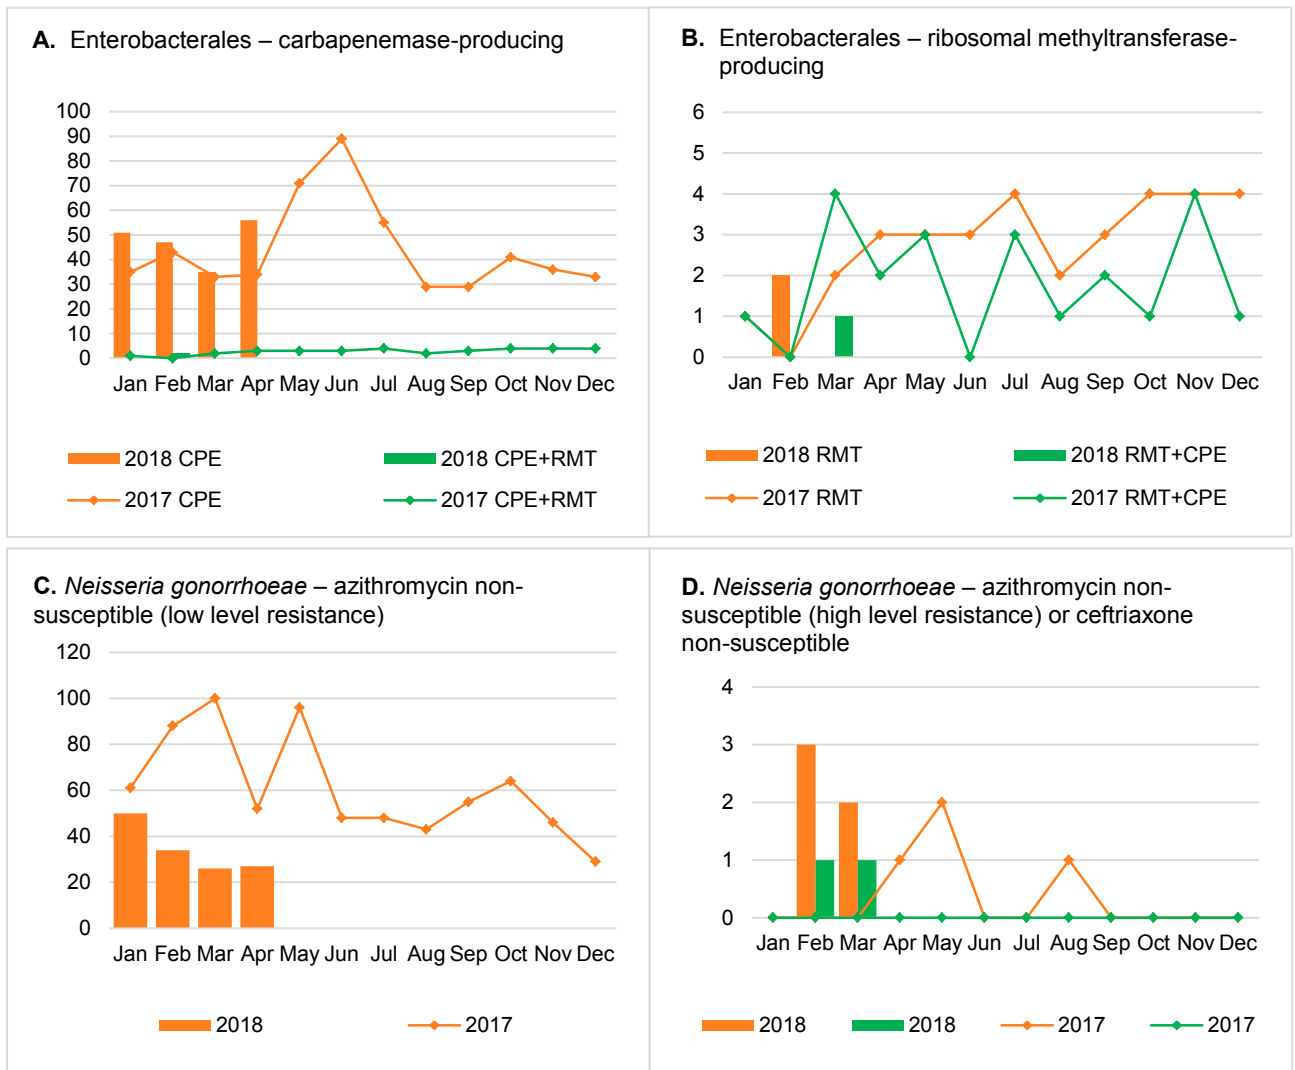 A. Enterobacterales – carbapenemase-producing
100
90
80
70
60
50
40
30
20
10
0
Jan Feb Mar Apr May Jun Jul Aug Sep Oct Nov Dec
2018 CPE 2018 CPE+RMT
2017 CPE 2017 CPE+RMT
B. Enterobacterales – ribosomal methyltransferase-
producing
6
5
4
3
2
1
0
Jan Feb Mar Apr May Jun Jul Aug Sep Oct Nov Dec
2018 RMT 2018 RMT+CPE
2017 RMT 2017 RMT+CPE
C. Neisseria gonorrhoeae – azithromycin non-
susceptible (low level resistance)
120
100
80
60
40
20
0
Jan Feb Mar Apr May Jun Jul Aug Sep Oct Nov Dec
2018 2017
D. Neisseria gonorrhoeae – azithromycin non-
susceptible (high level resistance) or ceftriaxone
non-susceptible
4
3
2
1
0
Jan Feb Mar Apr May Jun Jul Aug Sep Oct Nov Dec
2018 2018 2017 2017